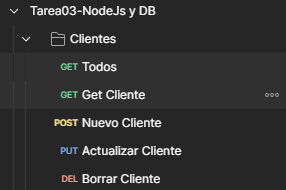 Tarea03-NodeJs y DB
Clientes
GET Todos
GET Get Cliente
POST Nuevo Cliente
PUT Actualizar Cliente
DEL Borrar Cliente